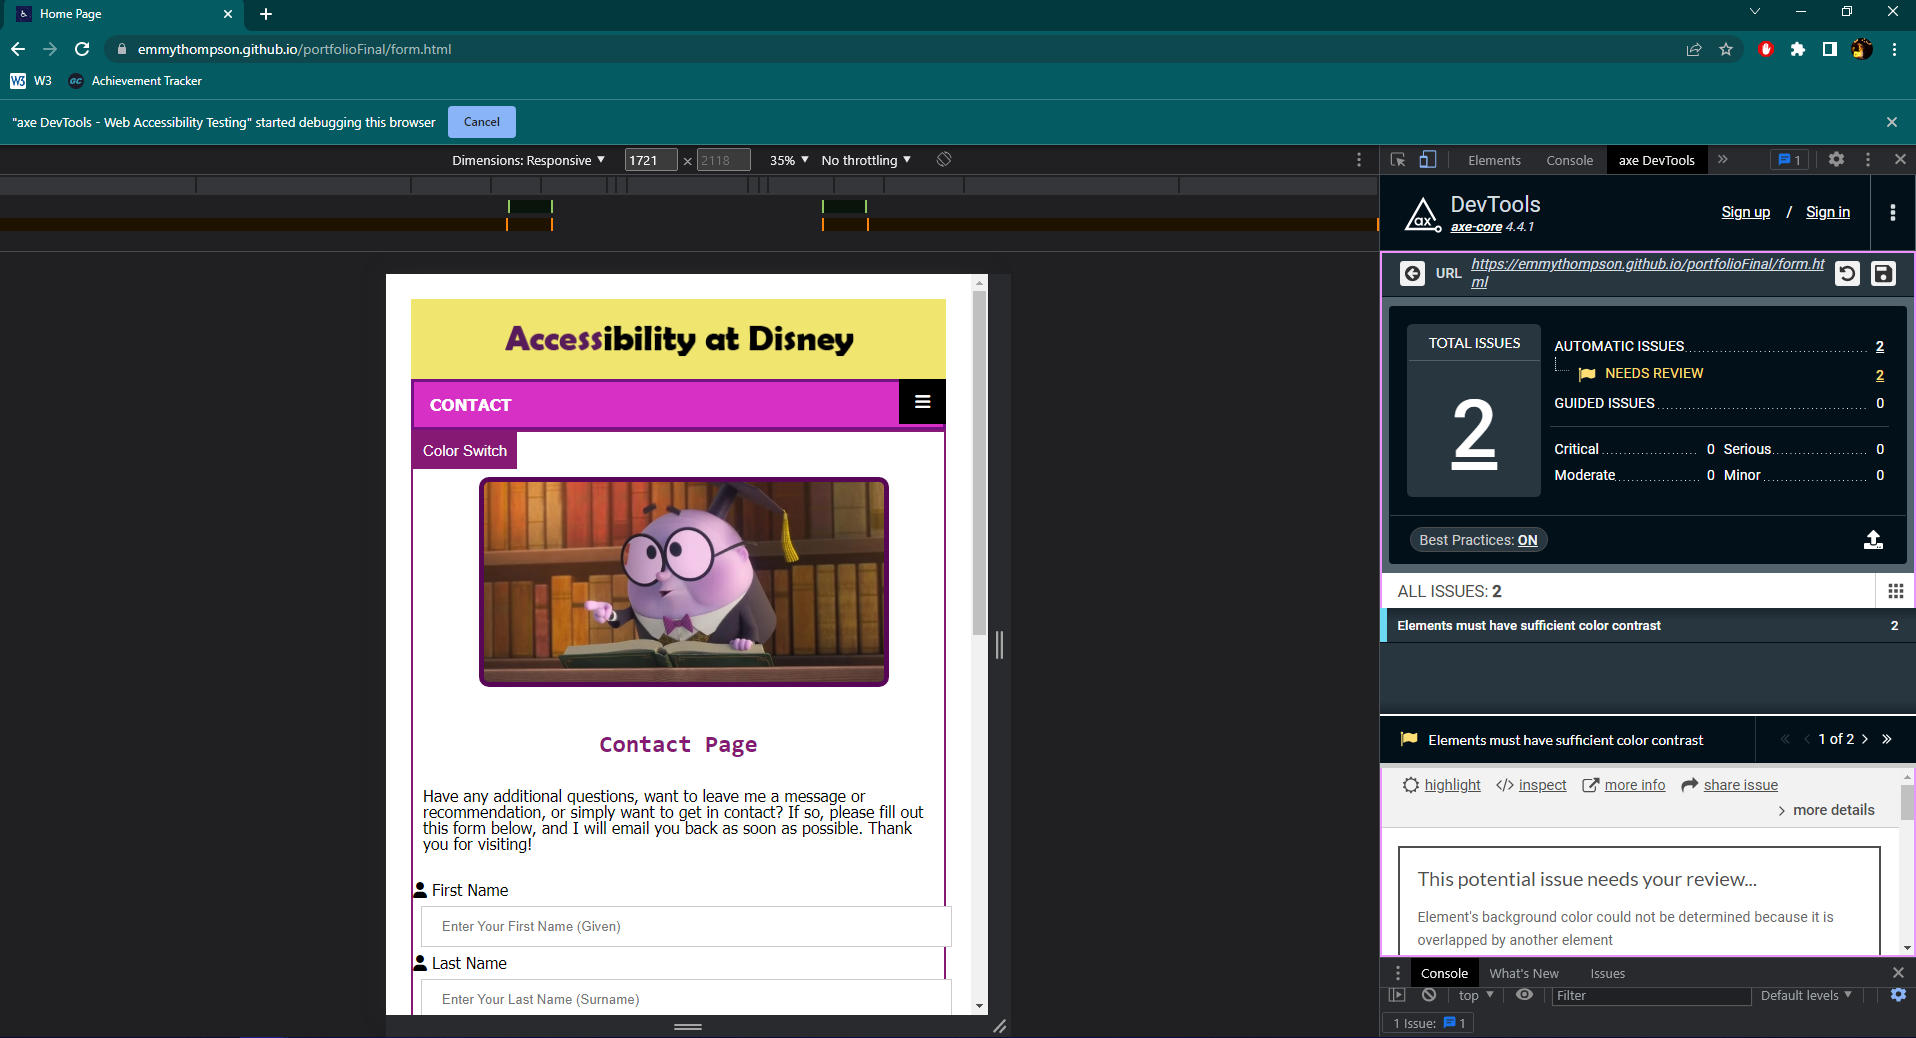 Home Page
emmythompson.github.io/portfolioFinal/form.html
W3 Achievement Tracker
"axe DevTools - Web Accessibility Testing" started debugging this browser Cancel
Dimensions: Responsive 1721 × 2118 35% No throttling
Elements Console axe DevTools 1
ax DevTools
axe-core 4.4.1
Sign up / Sign in
URL https://emmythompson.github.io/portfolioFinal/form.ht
ml
TOTAL ISSUES
2
AUTOMATIC ISSUES 2
NEEDS REVIEW 2
GUIDED ISSUES 0
Critical 0 Serious 0
Moderate 0 Minor 0
Best Practices: ON
ALL ISSUES: 2
Elements must have sufficient color contrast 2
Elements must have sufficient color contrast 1 of 2
highlight inspect more info share issue
more details
This potential issue needs your review...
Element's background color could not be determined because it is
overlapped by another element
Console What's New Issues
top Filter Default levels
1 Issue: 1
Accessibility at Disney
CONTACT
Color Switch
Contact Page
Have any additional questions, want to leave me a message or
recommendation, or simply want to get in contact? If so, please fill out
this form below, and I will email you back as soon as possible. Thank
you for visiting!
First Name
Enter Your First Name (Given)
Last Name
Enter Your Last Name (Surname)